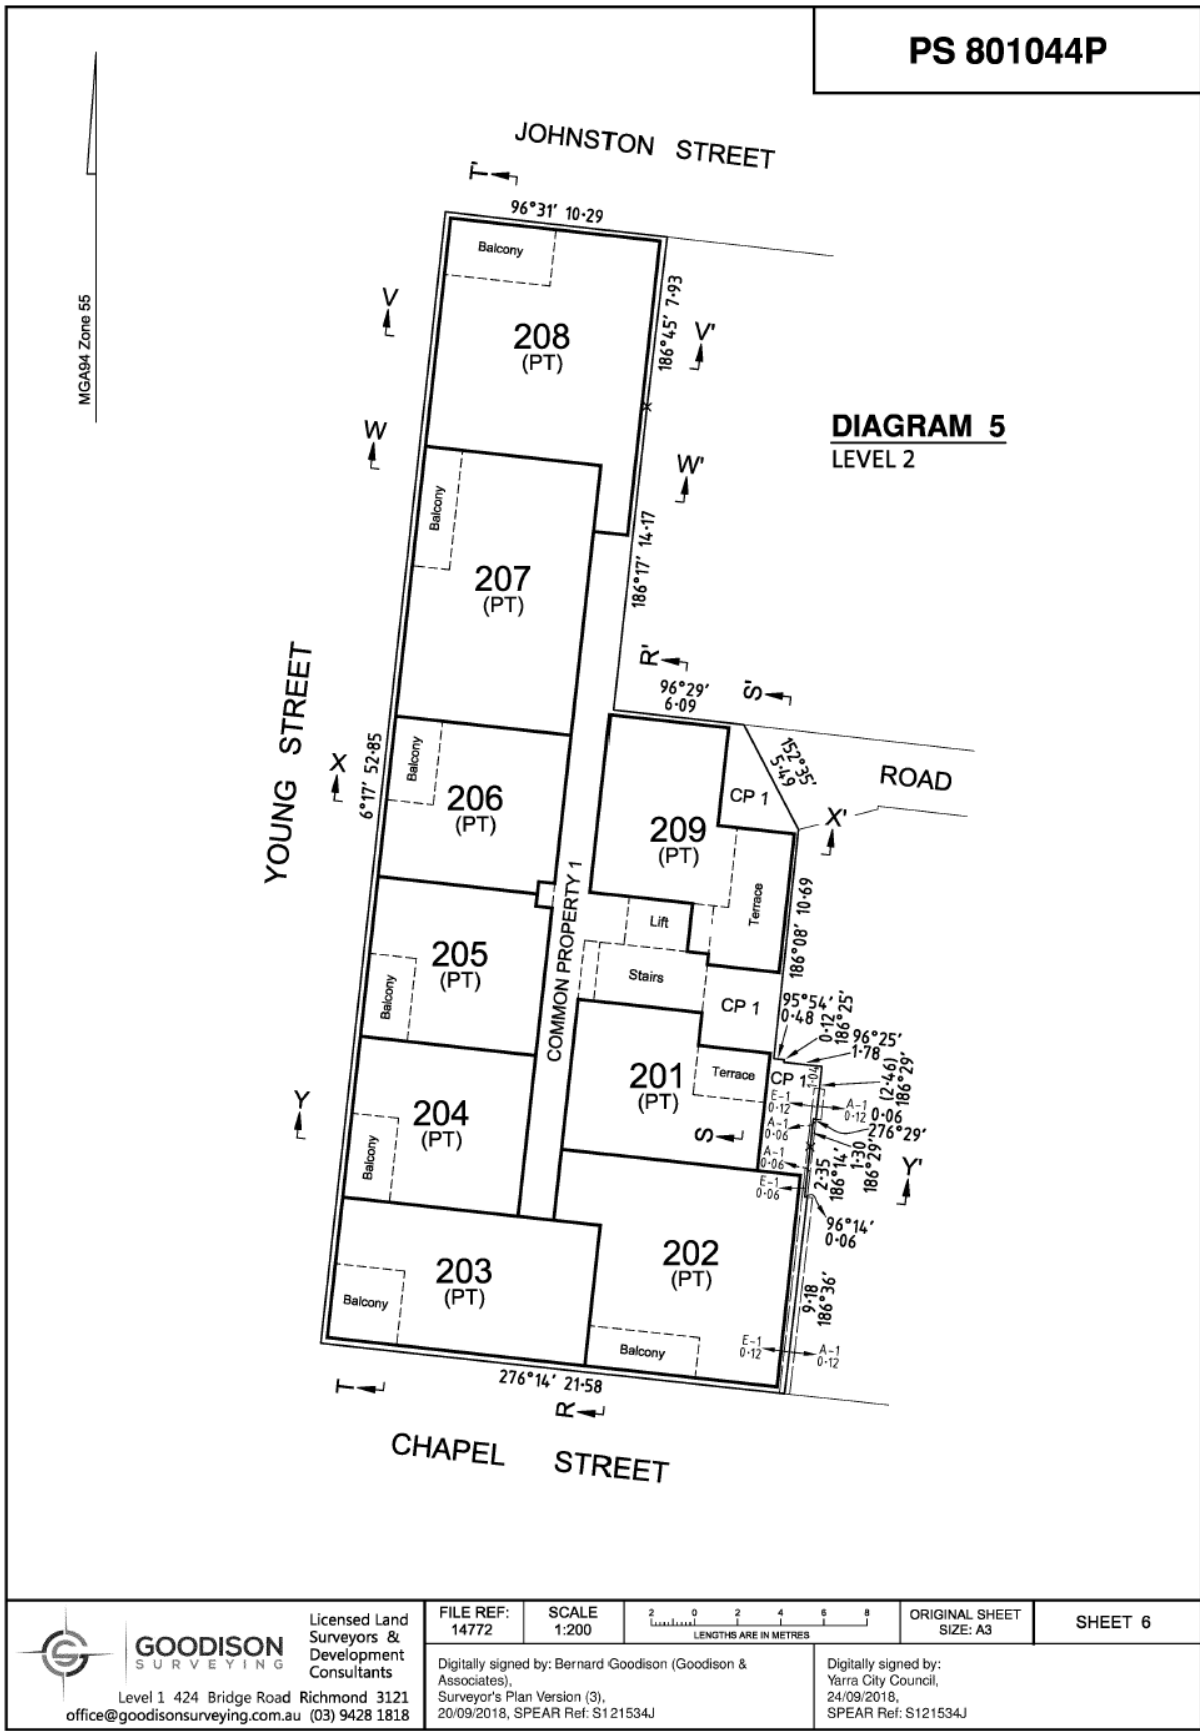 PS 801044P
MGA94 Zone 55
JOHNSTON STREET
T'
96°31' 10·29
Balcony
208
(PT)
186°45' 7·93
V
V'
W
W'
DIAGRAM 5
LEVEL 2
Balcony
207
(PT)
186°17' 14·17
R'
S'
96°29'
6·09
152°35'
5·49
ROAD
YOUNG STREET
6°17' 52·85
X
X'
Balcony
206
(PT)
CP 1
209
(PT)
Terrace
186°08' 10·69
COMMON PROPERTY 1
Lift
Stairs
205
(PT)
Balcony
CP 1
95°54'
0·48
0·12
186°25'
96°25'
1·78
(2·46)
186°29'
CP 1
1·04
201
(PT)
Terrace
E-1
0·12
A-1
0·12
0·06
276°29'
A-1
0·06
A-1
0·06
E-1
0·06
1·30
186°29'
2·35
186°14'
Y
Y'
S
204
(PT)
Balcony
96°14'
0·06
202
(PT)
203
(PT)
Balcony
Balcony
9·18
186°36'
E-1
0·12
A-1
0·12
T
276°14' 21·58
R
CHAPEL STREET
GOODISON
SURVEYING
Licensed Land
Surveyors &
Development
Consultants
Level 1 424 Bridge Road Richmond 3121
office@goodisonsurveying.com.au (03) 9428 1818
FILE REF:
14772
SCALE
1:200
2 0 2 4 6 8
LENGTHS ARE IN METRES
ORIGINAL SHEET
SIZE: A3
SHEET 6
Digitally signed by: Bernard Goodison (Goodison &
Associates),
Surveyor's Plan Version (3),
20/09/2018, SPEAR Ref: S121534J
Digitally signed by:
Yarra City Council,
24/09/2018,
SPEAR Ref: S121534J